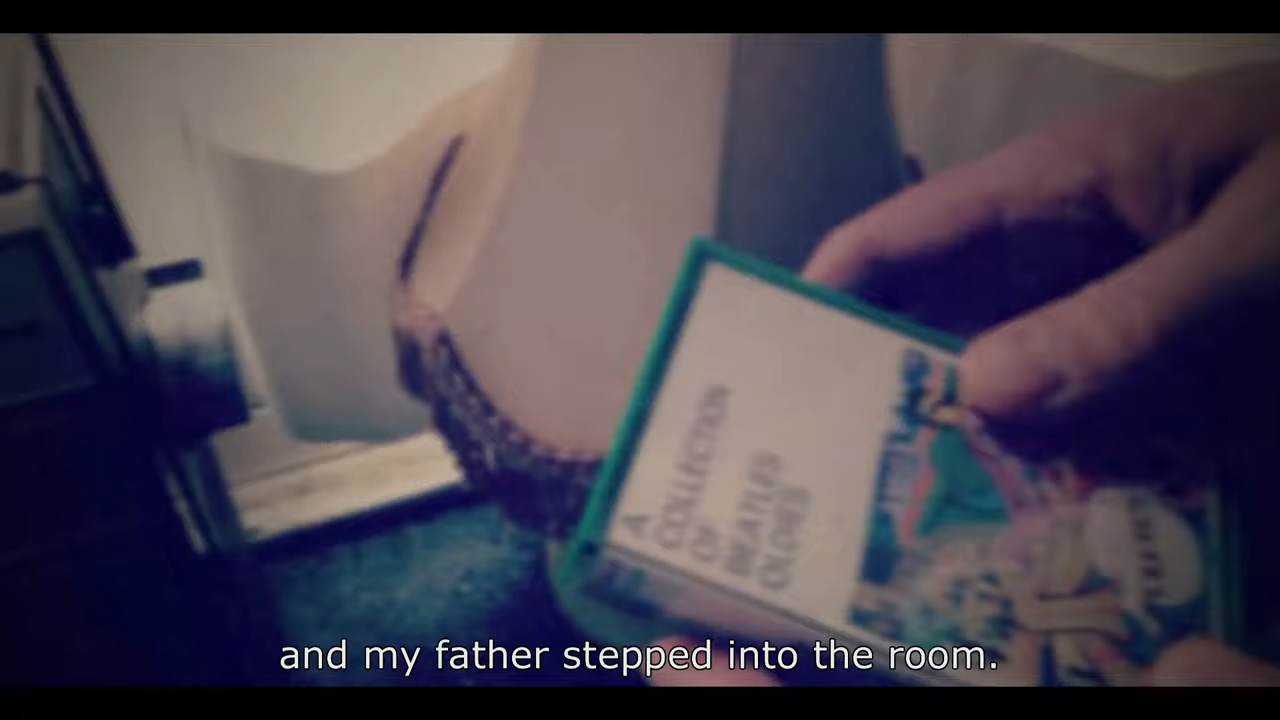 A
COLLECTION
OF
BEATLES
OLDIES
and my father stepped into the room.